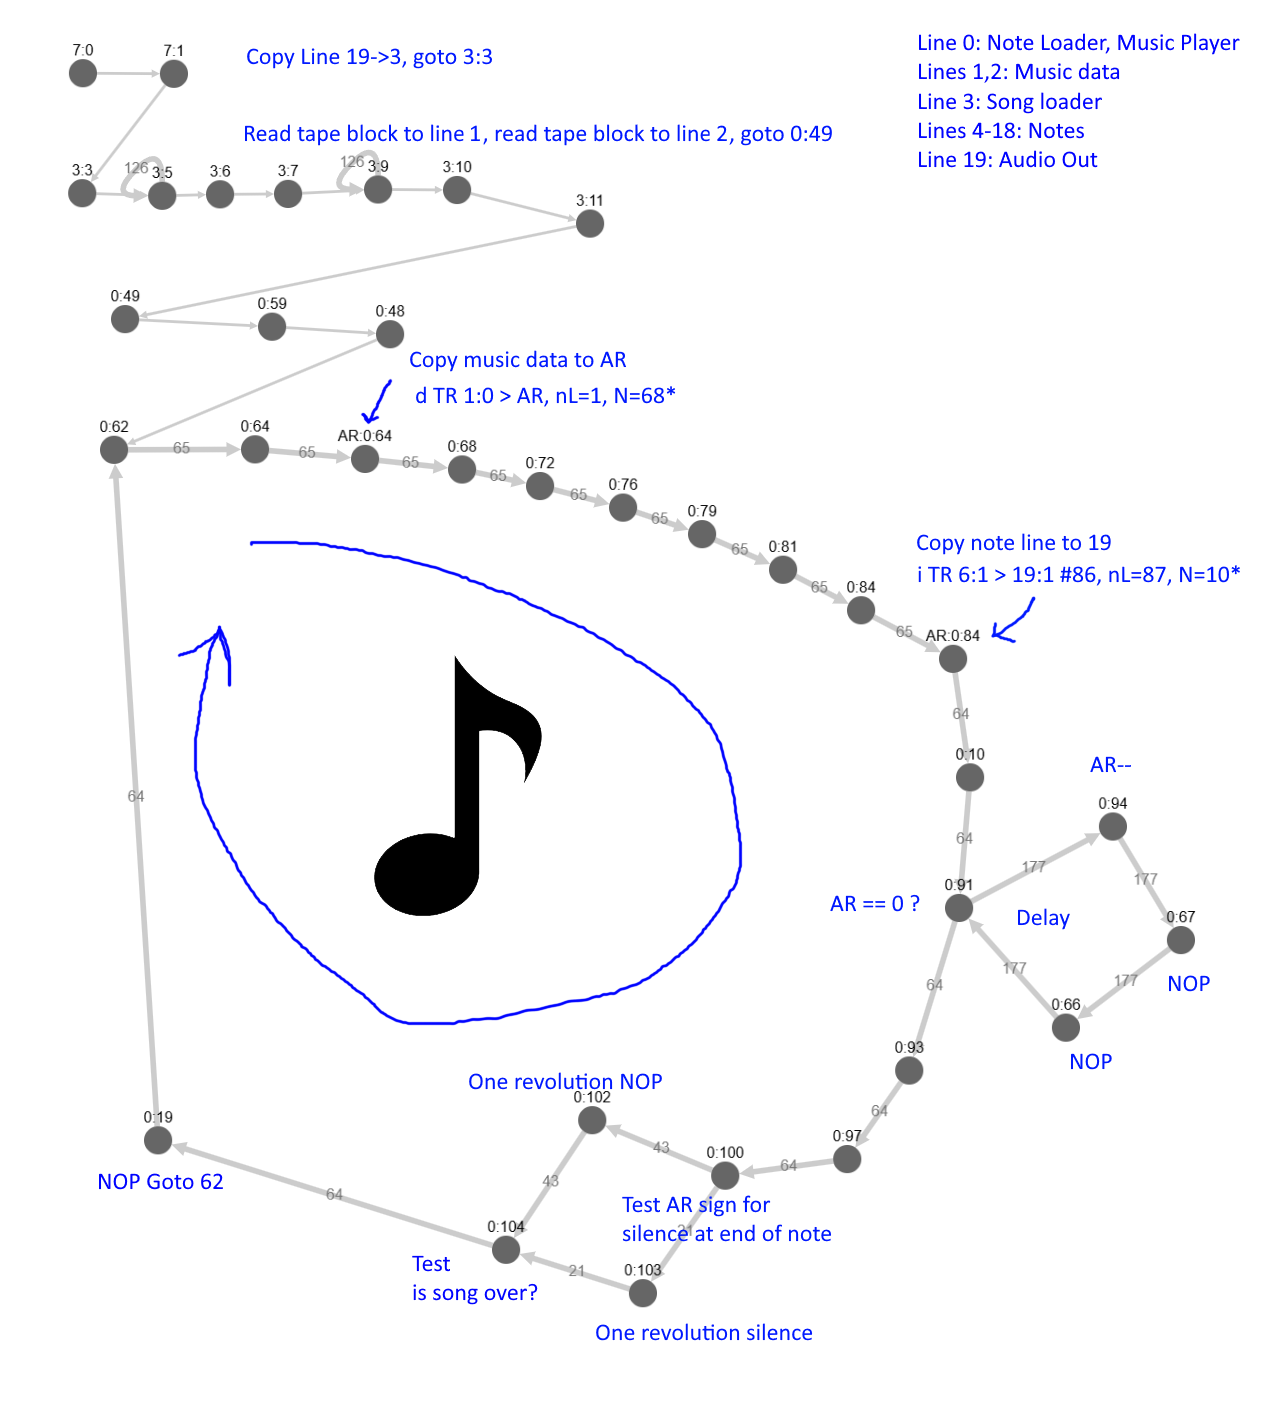 7:0
7:1
Copy Line 19->3, goto 3:3
Line 0: Note Loader, Music Player
Lines 1,2: Music data
Line 3: Song loader
Lines 4-18: Notes
Line 19: Audio Out
Read tape block to line 1, read tape block to line 2, goto 0:49
3:3
126
3:5
3:6
3:7
126
3:9
3:10
3:11
0:49
0:59
0:48
Copy music data to AR
d TR 1:0 > AR, nL=1, N=68*
0:62
65
0:64
65
AR:0:64
65
0:68
65
0:72
65
0:76
65
0:79
65
0:81
65
0:84
65
AR:0:84
Copy note line to 19
i TR 6:1 > 19:1 #86, nL=87, N=10*
64
0:10
64
0:91
AR == 0 ?
177
AR--
0:94
177
0:67
NOP
177
0:66
NOP
177
Delay
64
0:93
64
0:97
64
0:100
Test AR sign for
silence at end of note
43
One revolution NOP
0:102
43
21
0:103
One revolution silence
21
0:104
Test
is song over?
64
0:19
NOP Goto 62
64